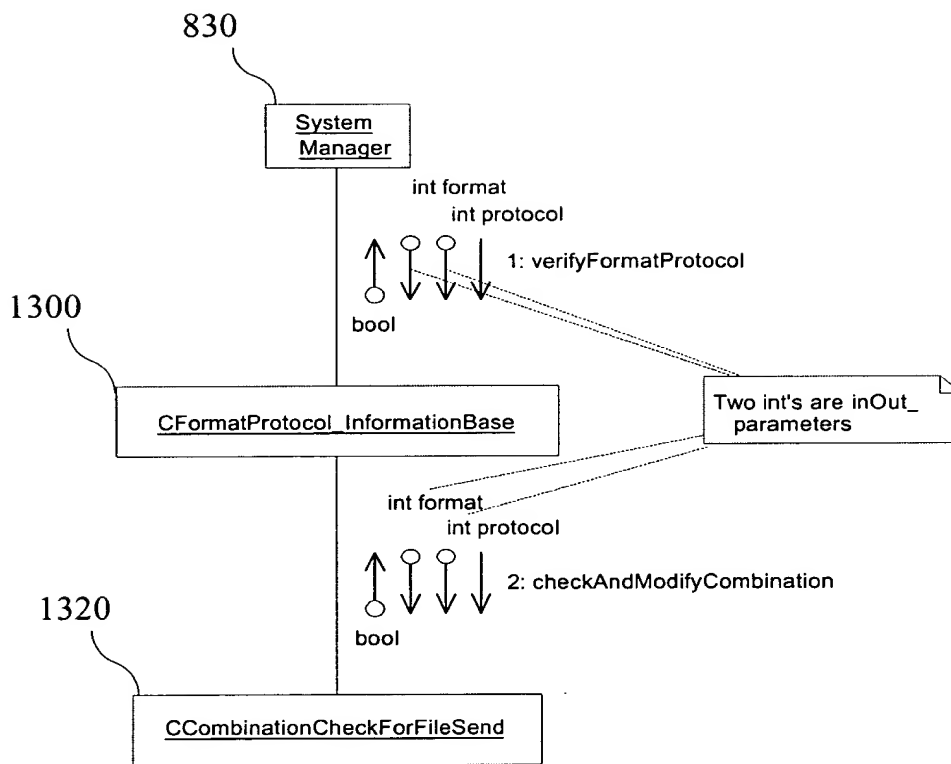 830
System
Manager
int format
int protocol
1: verifyFormatProtocol
bool
1300
CFormatProtocol_InformationBase
Two int's are inOut_
parameters
int format
int protocol
2: checkAndModifyCombination
bool
1320
CCombinationCheckForFileSend